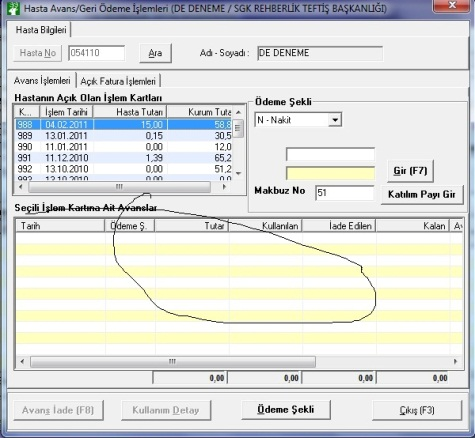 Hasta Avans/Geri Ödeme İşlemleri (DE DENEME / SGK REHBERLİK TEFTİŞ BAŞKANLIĞI)
Hasta Bilgileri
Hasta No 054110 Ara Adı - Soyadı : DE DENEME
Avans İşlemleri Açık Fatura İşlemleri
Hastanın Açık Olan İşlem Kartları
K... İşlem Tarihi Hasta Tutarı Kurum Tuta
988 04.02.2011 15,00 58,8
989 13.01.2011 0,15 30,5
990 11.01.2011 0,00 12,0
991 11.12.2010 1,39 65,2
992 13.10.2010 0,00 51,2
993 13.10.2010 0,00
Ödeme Şekli
N - Nakit
Gir (F7)
Makbuz No 51 Katılım Payı Gir
Seçili İşlem Kartına Ait Avanslar
Tarih Ödeme Ş. Tutar Kullanılan İade Edilen Kalan Av
0,00 0,00 0,00 0,00
Avans İade (F8) Kullanım Detay Ödeme Şekli Çıkış (F3)